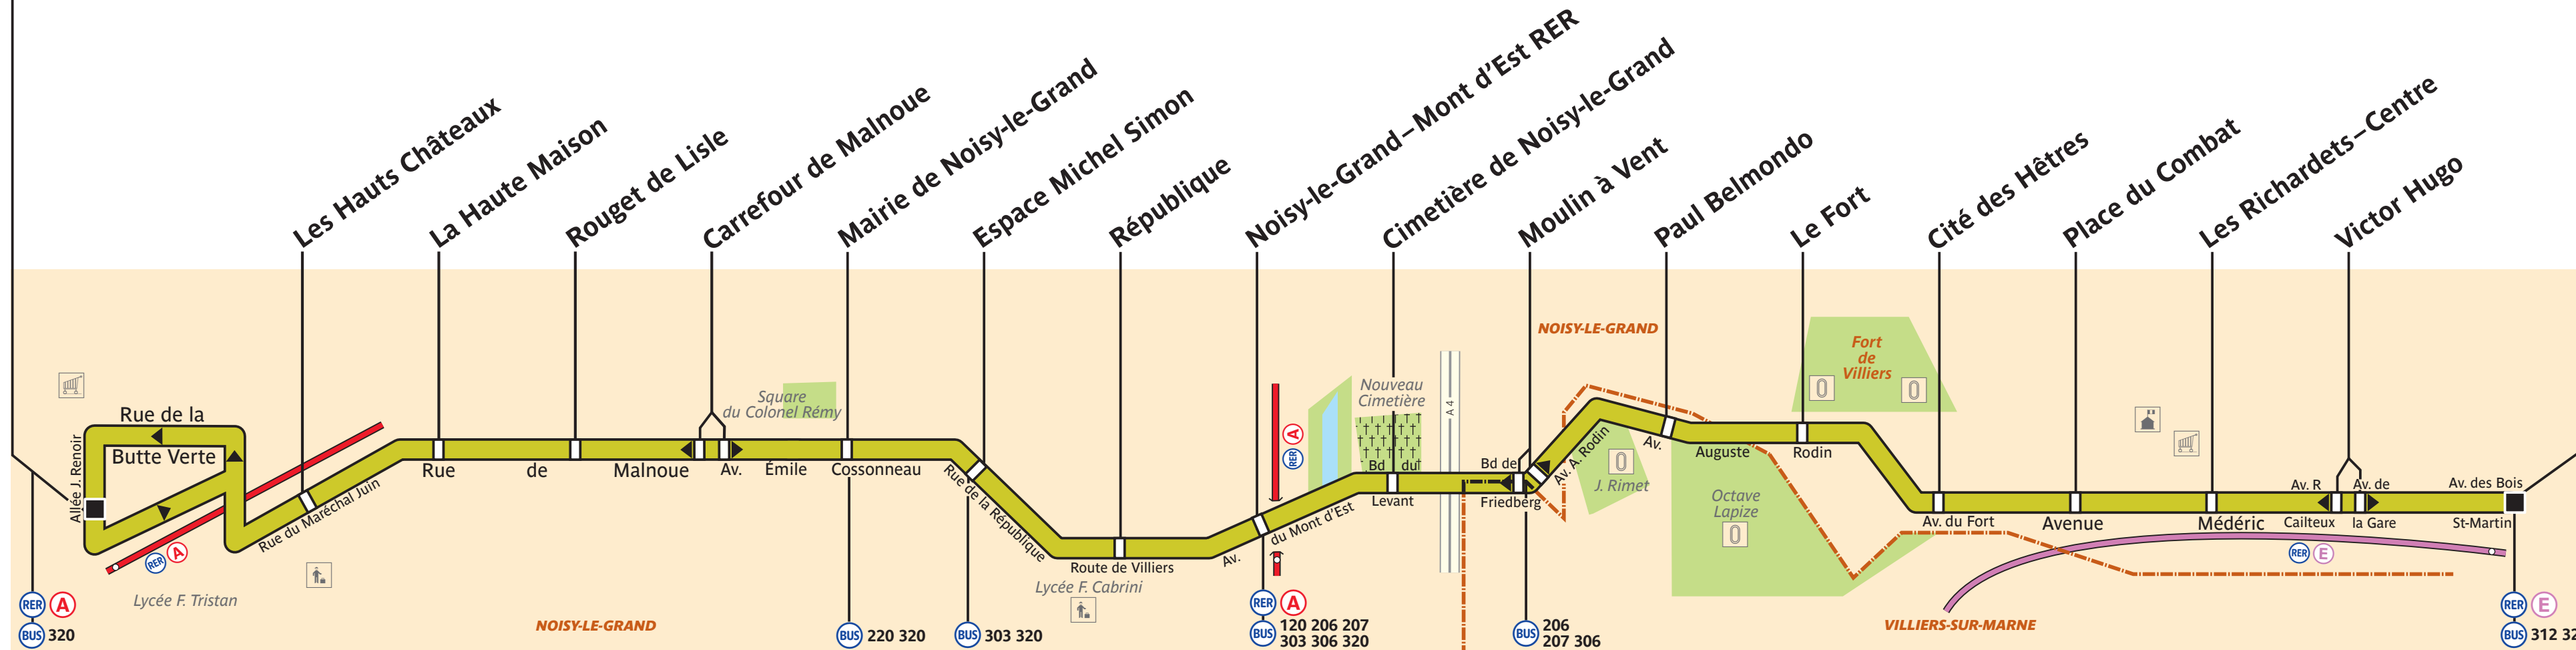 Les Hauts Châteaux
La Haute Maison
Rouget de Lisle
Carrefour de Malnoue
Mairie de Noisy-le-Grand
Espace Michel Simon
République
Noisy-le-Grand–Mont d'Est RER
Cimetière de Noisy-le-Grand
Moulin à Vent
Paul Belmondo
Le Fort
Cité des Hêtres
Place du Combat
Les Richardets–Centre
Victor Hugo
Allée J. Renoir
Rue de la
Butte Verte
RER A
Lycée F. Tristan
Rue du Maréchal Juin
Rue de Malnoue
NOISY-LE-GRAND
Square
du Colonel Rémy
Av. Émile Cossonneau
Rue de la République
Route de Villiers
Lycée F. Cabrini
Av. du Mont d'Est
RER A
Nouveau
Cimetière
Bd du
Levant
A 4
Bd de
Friedberg
NOISY-LE-GRAND
Av. A. Rodin
J. Rimet
Av. Auguste Rodin
Octave
Lapize
Fort
de
Villiers
Av. du Fort
Avenue Médéric
Av. R
Cailteux
Av. de
la Gare
Av. des Bois
St-Martin
RER E
VILLIERS-SUR-MARNE
RER A
BUS 320
BUS 220 320
BUS 303 320
RER A
BUS 120 206 207
303 306 320
BUS 206
207 306
RER E
BUS 312